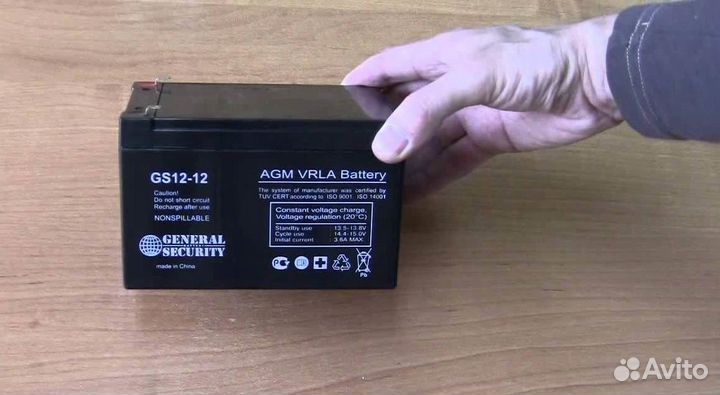 GS12-12
Caution!
Do not short circuit
Recharge after use
NONSPILLABLE
GENERAL
SECURITY
made in China
AGM VRLA Battery
The system of manufacturer was certified by
TUV CERT according to ISO 9001, ISO 14001
Constant voltage charge,
Voltage regulation (20°C)
Standby use : 13.5-13.8V
Cycle use : 14.4-15.0V
Initial current : 3.6A MAX
Pb
Avito